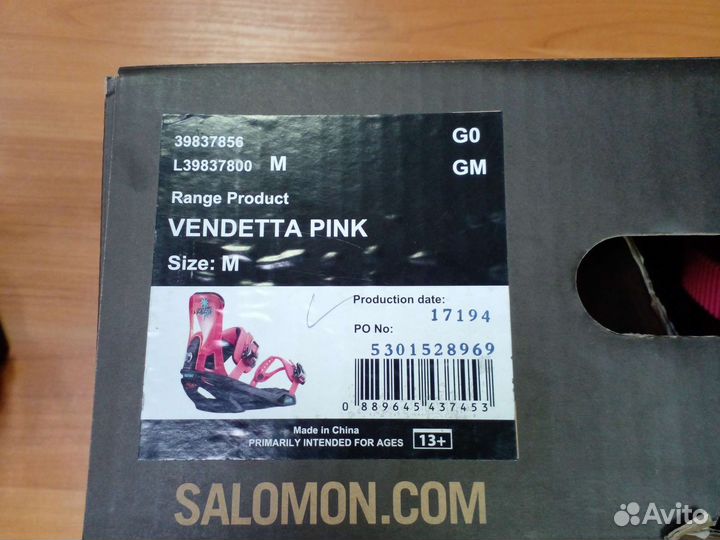 39837856 G0
L39837800 M GM
Range Product
VENDETTA PINK
Size: M
Production date:
17194
PO No:
5301528969
0 889645 437453
Made in China
PRIMARILY INTENDED FOR AGES 13+
SALOMON.COM
Avito